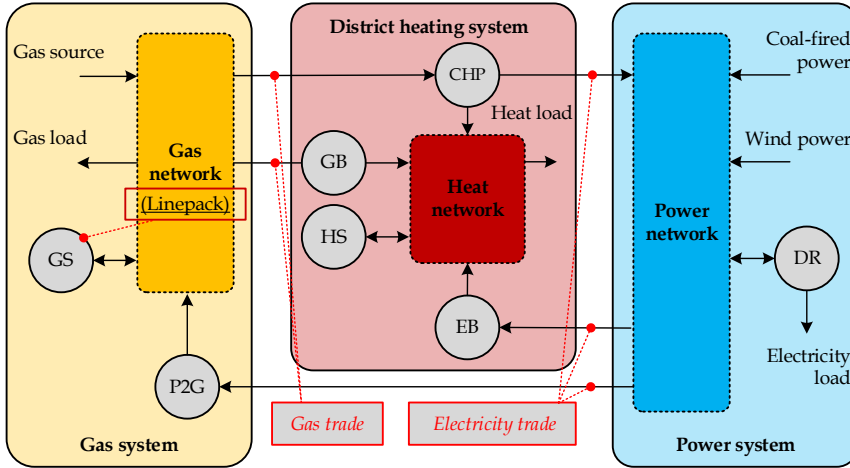 Gas source
Gas load
Gas
network
(Linepack)
GS
P2G
Gas system
District heating system
CHP
Heat load
GB
Heat
network
HS
EB
Gas trade
Electricity trade
Coal-fired
power
Wind power
Power
network
DR
Electricity
load
Power system